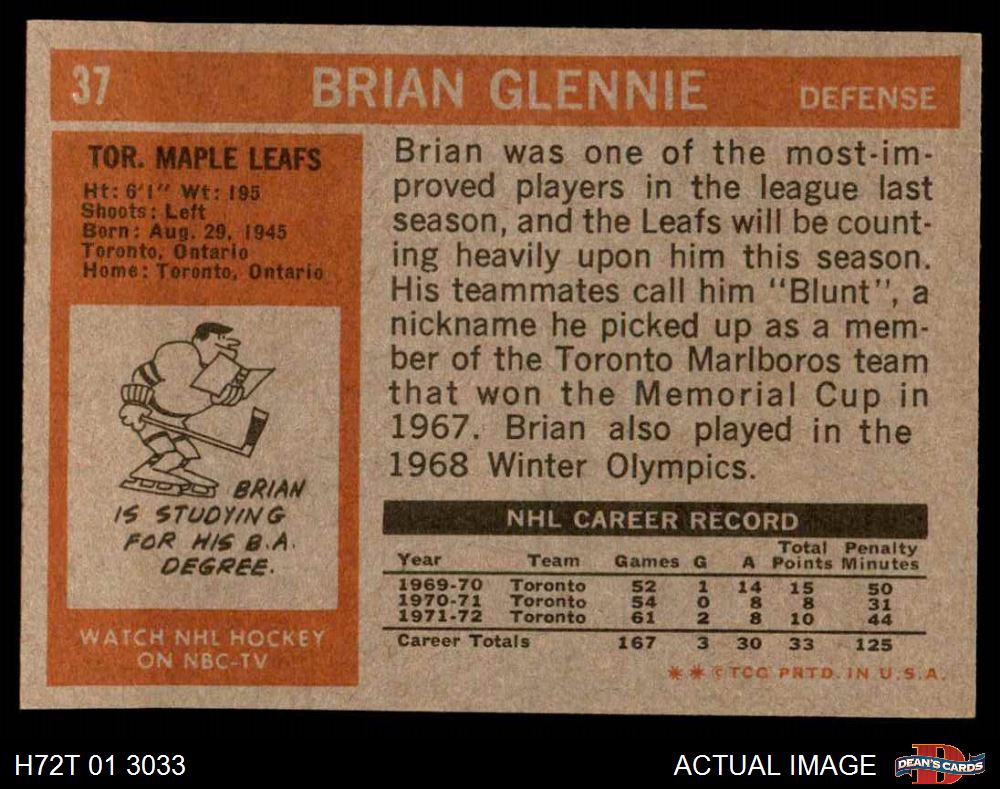 37 BRIAN GLENNIE DEFENSE
TOR. MAPLE LEAFS
Ht: 6'1" Wt: 195
Shoots: Left
Born: Aug. 29, 1945
Toronto, Ontario
Home: Toronto, Ontario
BRIAN
IS STUDYING
FOR HIS B.A.
DEGREE.
WATCH NHL HOCKEY
ON NBC-TV
Brian was one of the most-im-
proved players in the league last
season, and the Leafs will be count-
ing heavily upon him this season.
His teammates call him "Blunt", a
nickname he picked up as a mem-
ber of the Toronto Marlboros team
that won the Memorial Cup in
1967. Brian also played in the
1968 Winter Olympics.
NHL CAREER RECORD
Total Penalty
Year Team Games G A Points Minutes
1969-70 Toronto 52 1 14 15 50
1970-71 Toronto 54 0 8 8 31
1971-72 Toronto 61 2 8 10 44
Career Totals 167 3 30 33 125
* * © TCG PRTD. IN U.S.A.
H72T 01 3033 ACTUAL IMAGE D DEAN'S CARDS